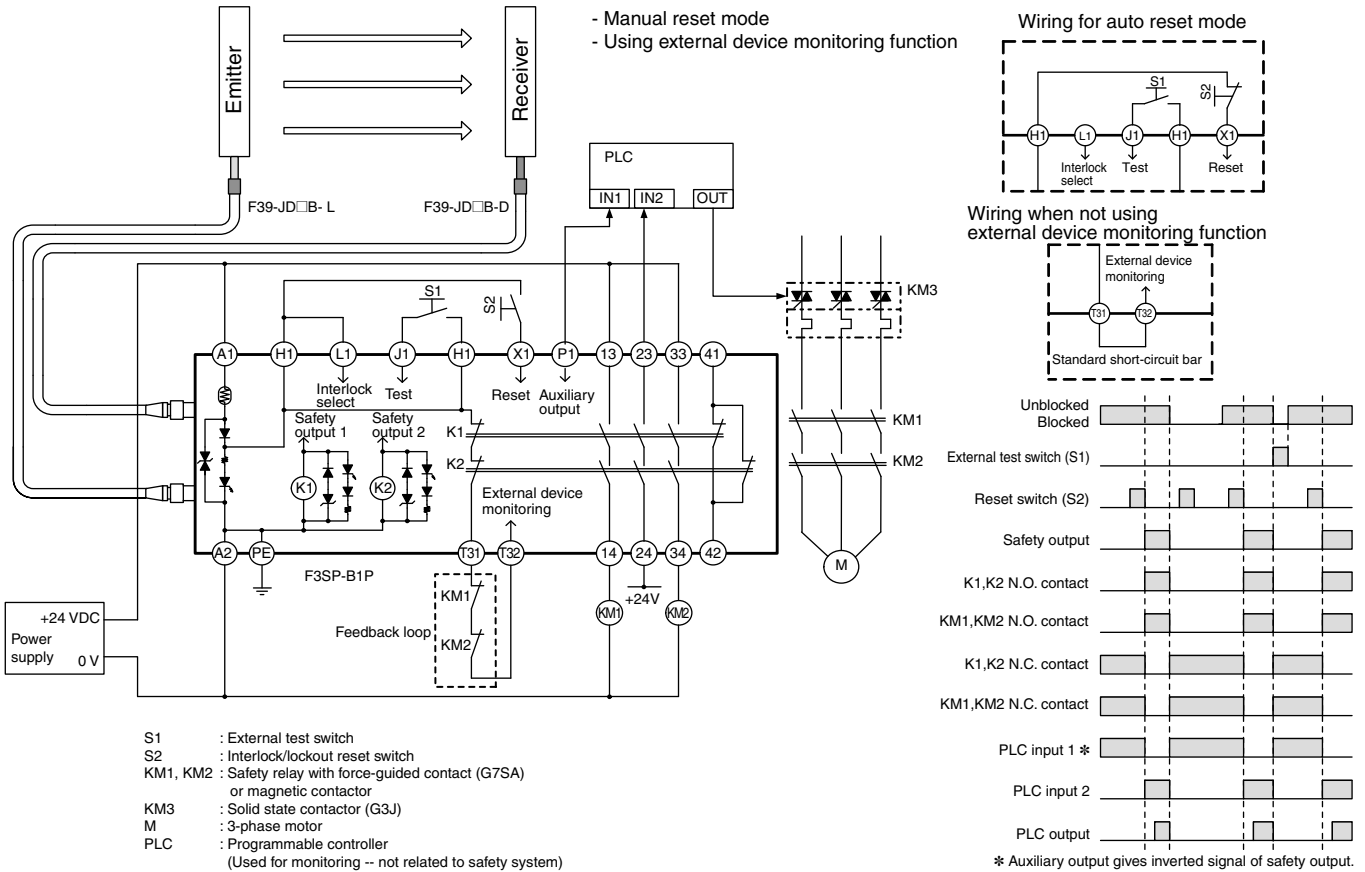 - Manual reset mode
- Using external device monitoring function
Emitter
Receiver
F39-JD□B- L
F39-JD□B-D
PLC
IN1
IN2
OUT
KM3
S1
S2
A1
H1
L1
J1
H1
X1
P1
13
23
33
41
Interlock
select
Test
Reset
Auxiliary
output
Safety
output 1
Safety
output 2
K1
K2
K1
K2
External device
monitoring
KM1
KM2
M
A2
PE
T31
T32
14
24
34
42
F3SP-B1P
+24V
KM1
KM2
KM1
KM2
Feedback loop
+24 VDC
Power
supply
0 V
S1 : External test switch
S2 : Interlock/lockout reset switch
KM1, KM2 : Safety relay with force-guided contact (G7SA)
or magnetic contactor
KM3 : Solid state contactor (G3J)
M : 3-phase motor
PLC : Programmable controller
(Used for monitoring -- not related to safety system)
Wiring for auto reset mode
S1
S2
H1
L1
J1
H1
X1
Interlock
select
Test
Reset
Wiring when not using
external device monitoring function
External device
monitoring
T31
T32
Standard short-circuit bar
Unblocked
Blocked
External test switch (S1)
Reset switch (S2)
Safety output
K1,K2 N.O. contact
KM1,KM2 N.O. contact
K1,K2 N.C. contact
KM1,KM2 N.C. contact
PLC input 1 ✻
PLC input 2
PLC output
✻ Auxiliary output gives inverted signal of safety output.